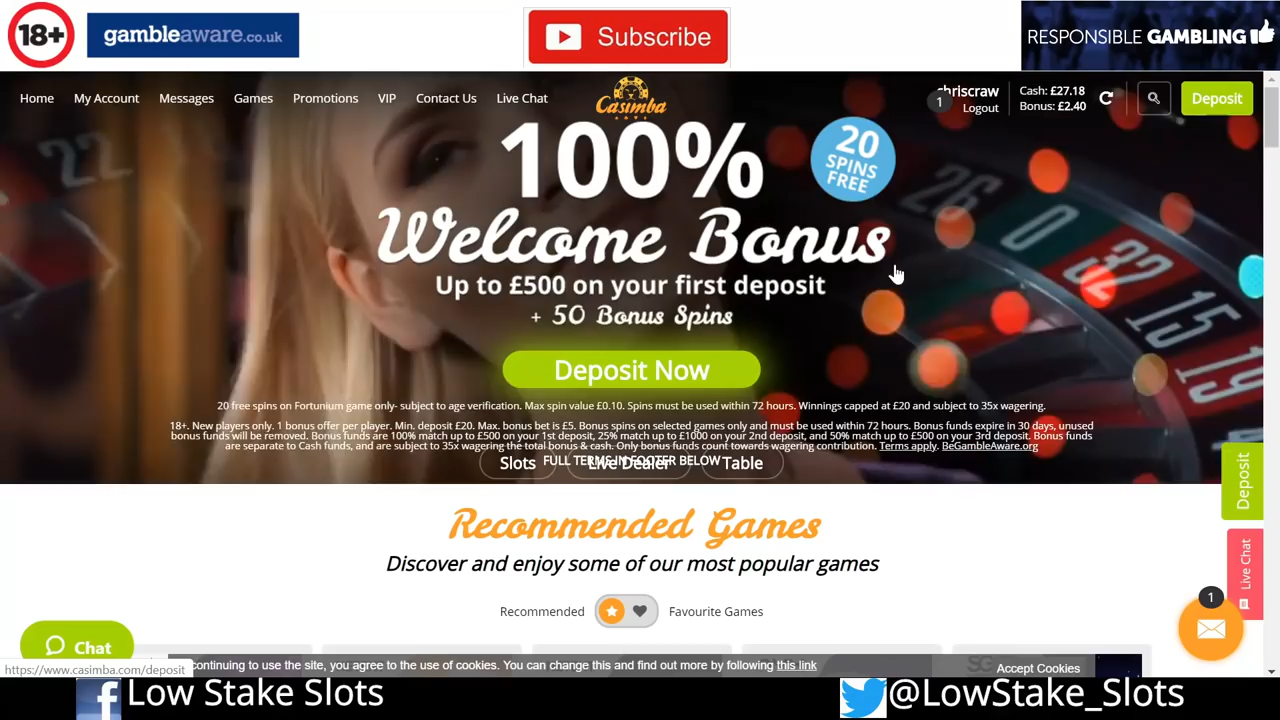 18+
gambleaware.co.uk
Subscribe
RESPONSIBLE GAMBLING
Home
My Account
Messages
Games
Promotions
VIP
Contact Us
Live Chat
Casimba
1
chriscraw
Logout
Cash: £27.18
Bonus: £2.40
Deposit
22
100%
20
SPINS
FREE
Welcome Bonus
Up to £500 on your first deposit
+ 50 Bonus Spins
26
0
32
15
19
Deposit Now
20 free spins on Fortunium game only- subject to age verification. Max spin value £0.10. Spins must be used within 72 hours. Winnings capped at £20 and subject to 35x wagering.
18+. New players only. 1 bonus offer per player. Min. deposit £20. Max. bonus bet is £5. Bonus spins on selected games only and must be used within 72 hours. Bonus funds expire in 30 days, unused
bonus funds will be removed. Bonus funds are 100% match up to £500 on your 1st deposit, 25% match up to £1000 on your 2nd deposit, and 50% match up to £500 on your 3rd deposit. Bonus funds
are separate to Cash funds, and are subject to 35x wagering the total bonus & cash. Only bonus funds count towards wagering contribution. Terms apply. BeGambleAware.org
FULL TERMS IN FOOTER BELOW
Slots
Live Dealer
Table
Deposit
Recommended Games
Discover and enjoy some of our most popular games
Live Chat
Recommended
Favourite Games
1
Chat
https://www.casimba.com/deposit
continuing to use the site, you agree to the use of cookies. You can change this and find out more by following this link
Accept Cookies
SG
f Low Stake Slots
@LowStake_Slots